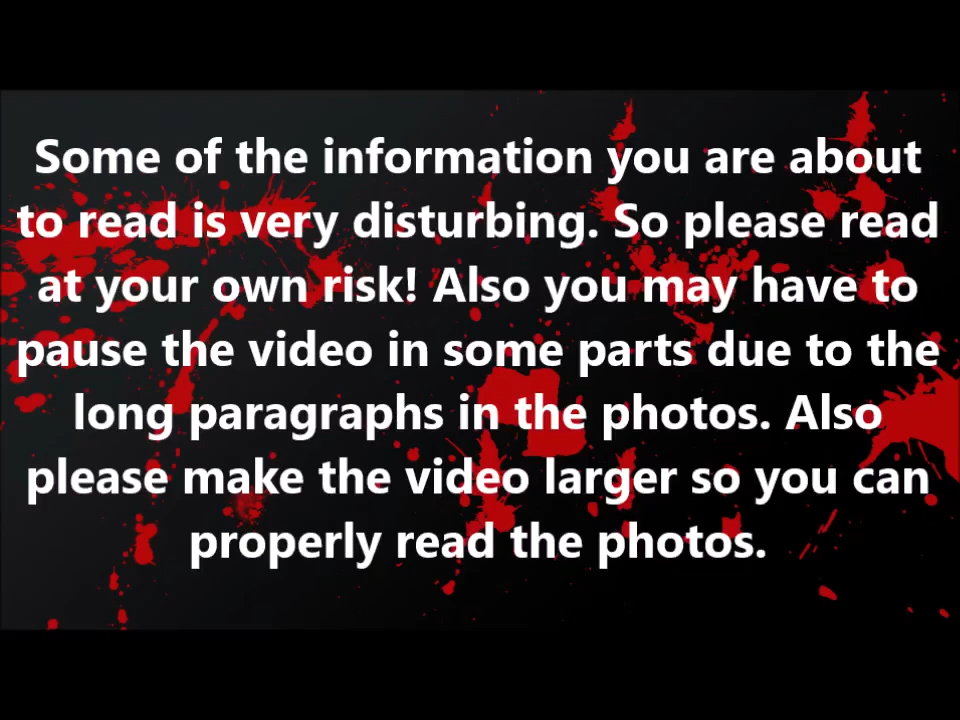 Some of the information you are about
to read is very disturbing. So please read
at your own risk! Also you may have to
pause the video in some parts due to the
long paragraphs in the photos. Also
please make the video larger so you can
properly read the photos.